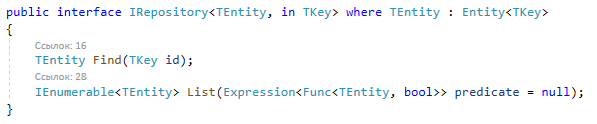 public interface IRepository<TEntity, in TKey> where TEntity : Entity<TKey>
{
Ссылок: 16
TEntity Find(TKey id);
Ссылок: 28
IEnumerable<TEntity> List(Expression<Func<TEntity, bool>> predicate = null);
}